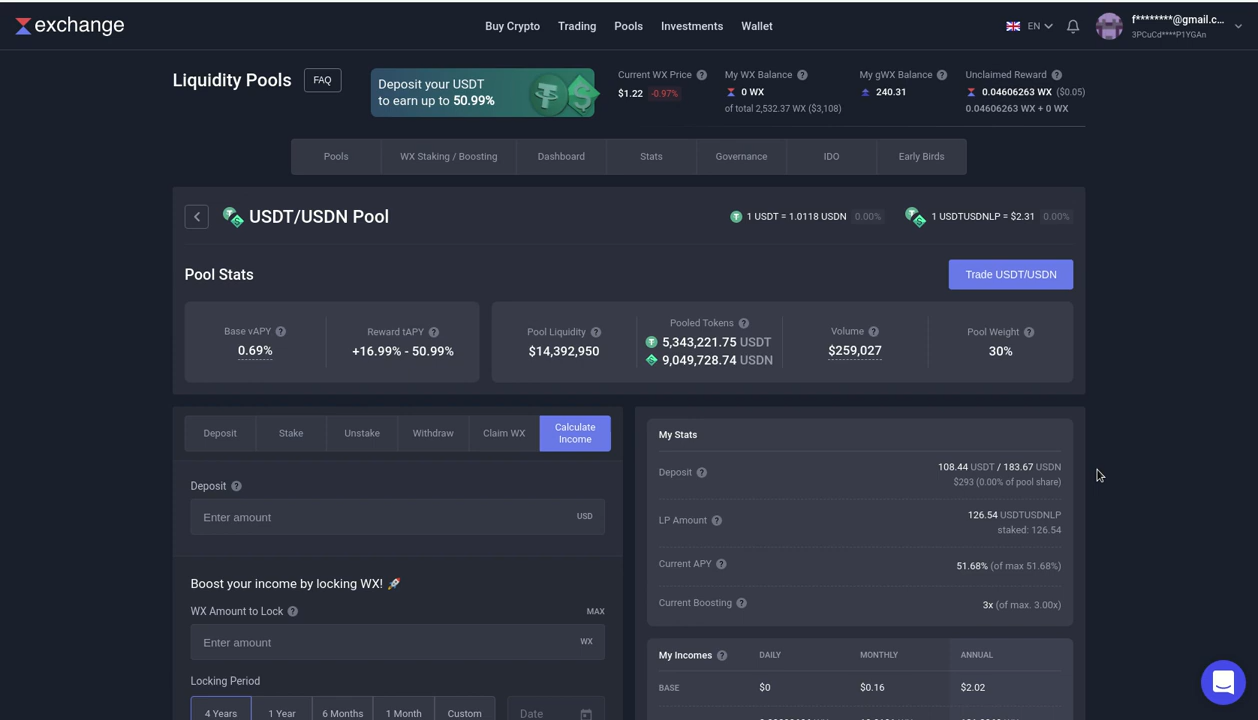 exchange
Buy Crypto Trading Pools Investments Wallet
EN
f********@gmail.c...
3PCuCd****P1YGAn
Liquidity Pools
FAQ
Deposit your USDT
to earn up to 50.99%
Current WX Price
$1.22 -0.97%
My WX Balance
0 WX
of total 2,532.37 WX ($3,108)
My gWX Balance
240.31
Unclaimed Reward
0.04606263 WX ($0.05)
0.04606263 WX + 0 WX
Pools WX Staking / Boosting Dashboard Stats Governance IDO Early Birds
USDT/USDN Pool
1 USDT = 1.0118 USDN 0.00%
1 USDTUSDNLP = $2.31 0.00%
Pool Stats
Trade USDT/USDN
Base vAPY
0.69%
Reward tAPY
+16.99% - 50.99%
Pool Liquidity
$14,392,950
Pooled Tokens
5,343,221.75 USDT
9,049,728.74 USDN
Volume
$259,027
Pool Weight
30%
Deposit Stake Unstake Withdraw Claim WX
Calculate
Income
Deposit
Enter amount USD
Boost your income by locking WX! 🚀
WX Amount to Lock MAX
Enter amount WX
Locking Period
4 Years 1 Year 6 Months 1 Month Custom Date
My Stats
Deposit
108.44 USDT / 183.67 USDN
$293 (0.00% of pool share)
LP Amount
126.54 USDTUSDNLP
staked: 126.54
Current APY
51.68% (of max 51.68%)
Current Boosting
3x (of max. 3.00x)
My Incomes DAILY MONTHLY ANNUAL
BASE $0 $0.16 $2.02